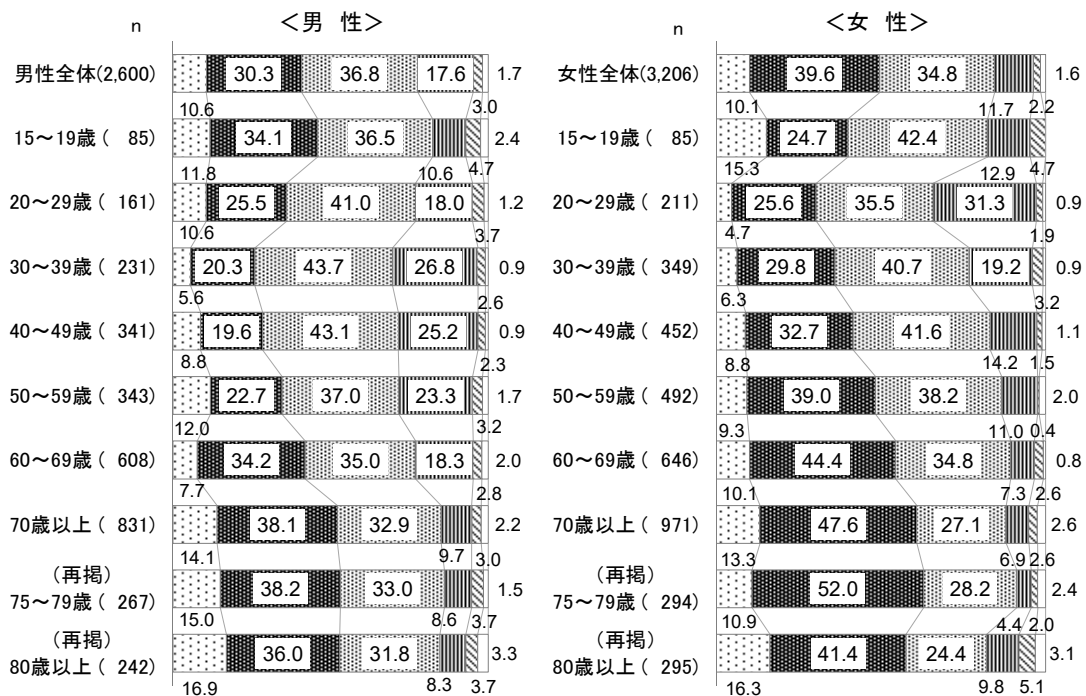 n ＜男 性＞
男性全体(2,600) 30.3 36.8 17.6 1.7
10.6 3.0
15～19歳 ( 85) 34.1 36.5 2.4
11.8 10.6 4.7
20～29歳 ( 161) 25.5 41.0 18.0 1.2
10.6 3.7
30～39歳 ( 231) 20.3 43.7 26.8 0.9
5.6 2.6
40～49歳 ( 341) 19.6 43.1 25.2 0.9
8.8 2.3
50～59歳 ( 343) 22.7 37.0 23.3 1.7
12.0 3.2
60～69歳 ( 608) 34.2 35.0 18.3 2.0
7.7 2.8
70歳以上 ( 831) 38.1 32.9 2.2
14.1 9.7 3.0
(再掲)
75～79歳 ( 267) 38.2 33.0 1.5
15.0 8.6 3.7
(再掲)
80歳以上 ( 242) 36.0 31.8 3.3
16.9 8.3 3.7
n ＜女 性＞
女性全体(3,206) 39.6 34.8 1.6
10.1 11.7 2.2
15～19歳 ( 85) 24.7 42.4
15.3 12.9 4.7
20～29歳 ( 211) 25.6 35.5 31.3 0.9
4.7 1.9
30～39歳 ( 349) 29.8 40.7 19.2 0.9
6.3 3.2
40～49歳 ( 452) 32.7 41.6 1.1
8.8 14.2 1.5
50～59歳 ( 492) 39.0 38.2 2.0
9.3 11.0 0.4
60～69歳 ( 646) 44.4 34.8 0.8
10.1 7.3 2.6
70歳以上 ( 971) 47.6 27.1 2.6
13.3 6.9 2.6
(再掲)
75～79歳 ( 294) 52.0 28.2 2.4
10.9 4.4 2.0
(再掲)
80歳以上 ( 295) 41.4 24.4 3.1
16.3 9.8 5.1